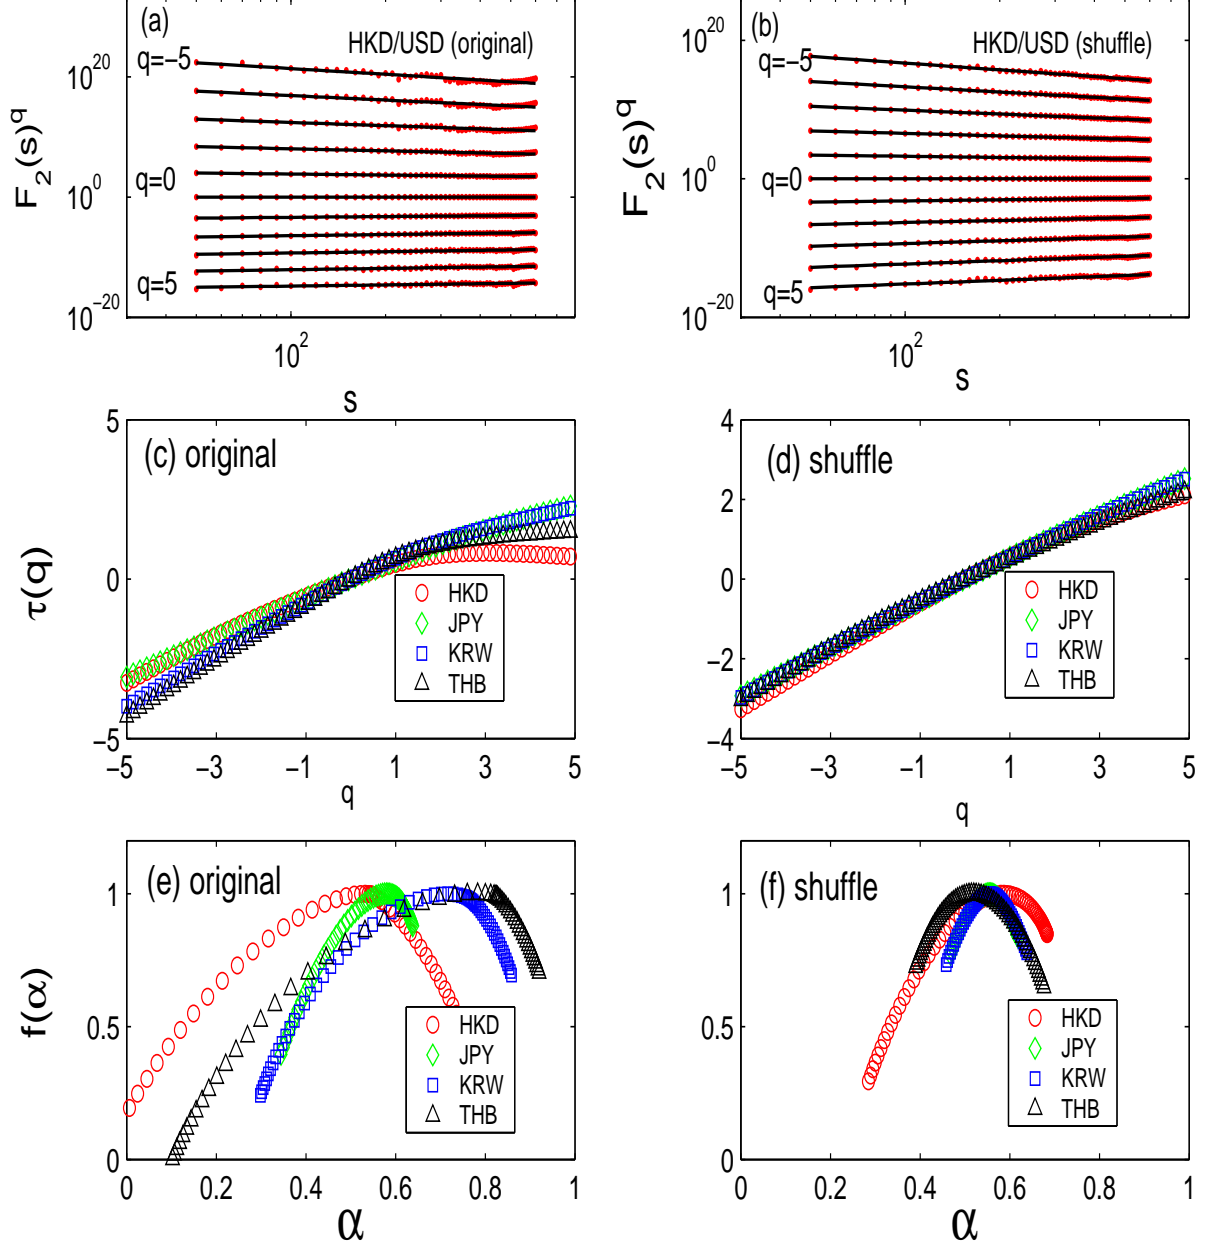 (a)
HKD/USD (original)
q=−5
q=0
q=5
10^20
10^0
10^−20
F_2(s)^q
10^2
s
(b)
HKD/USD (shuffle)
q=−5
q=0
q=5
10^20
10^0
10^−20
F_2(s)^q
10^2
s
(c) original
5
0
−5
τ(q)
HKD
JPY
KRW
THB
−5 −3 −1 1 3 5
q
(d) shuffle
4
2
0
−2
−4
HKD
JPY
KRW
THB
−5 −3 −1 1 3 5
q
(e) original
1
0.5
0
f(α)
HKD
JPY
KRW
THB
0 0.2 0.4 0.6 0.8 1
α
(f) shuffle
1
0.5
0
HKD
JPY
KRW
THB
0 0.2 0.4 0.6 0.8 1
α